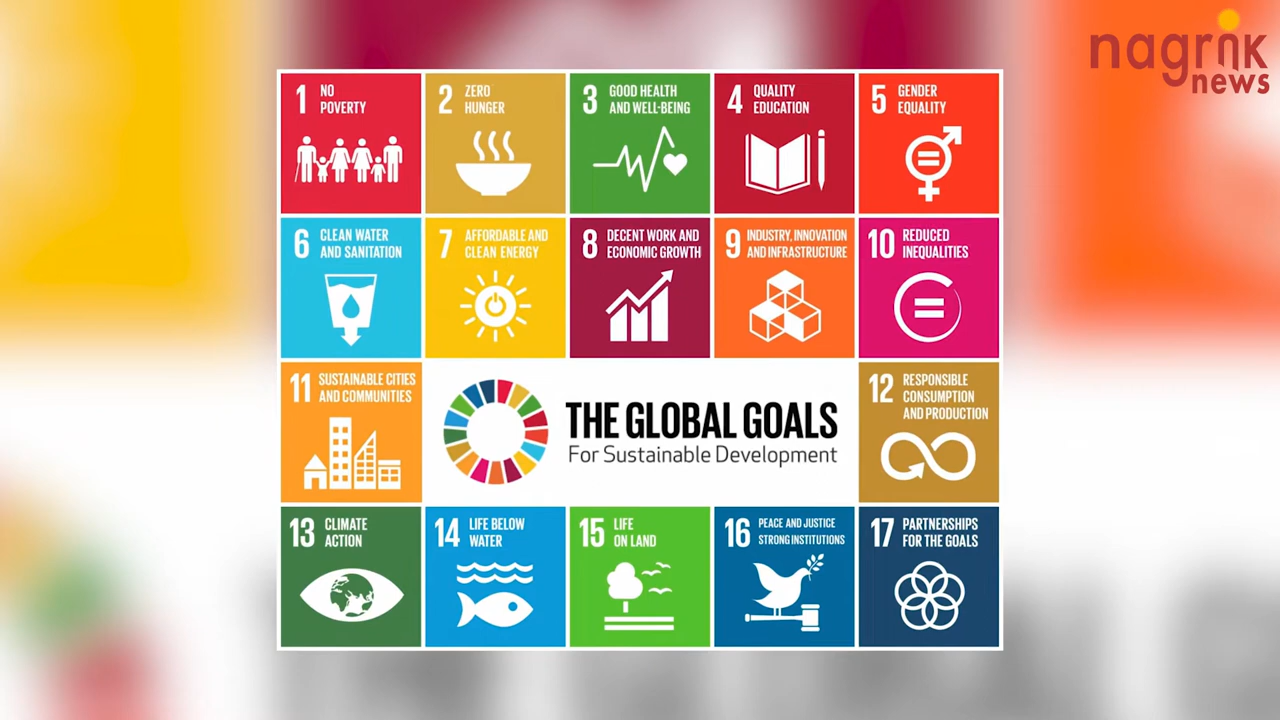 nagrik
news
1 NO
POVERTY
2 ZERO
HUNGER
3 GOOD HEALTH
AND WELL-BEING
4 QUALITY
EDUCATION
5 GENDER
EQUALITY
6 CLEAN WATER
AND SANITATION
7 AFFORDABLE AND
CLEAN ENERGY
8 DECENT WORK AND
ECONOMIC GROWTH
9 INDUSTRY, INNOVATION
AND INFRASTRUCTURE
10 REDUCED
INEQUALITIES
11 SUSTAINABLE CITIES
AND COMMUNITIES
THE GLOBAL GOALS
For Sustainable Development
12 RESPONSIBLE
CONSUMPTION
AND PRODUCTION
13 CLIMATE
ACTION
14 LIFE BELOW
WATER
15 LIFE
ON LAND
16 PEACE AND JUSTICE
STRONG INSTITUTIONS
17 PARTNERSHIPS
FOR THE GOALS